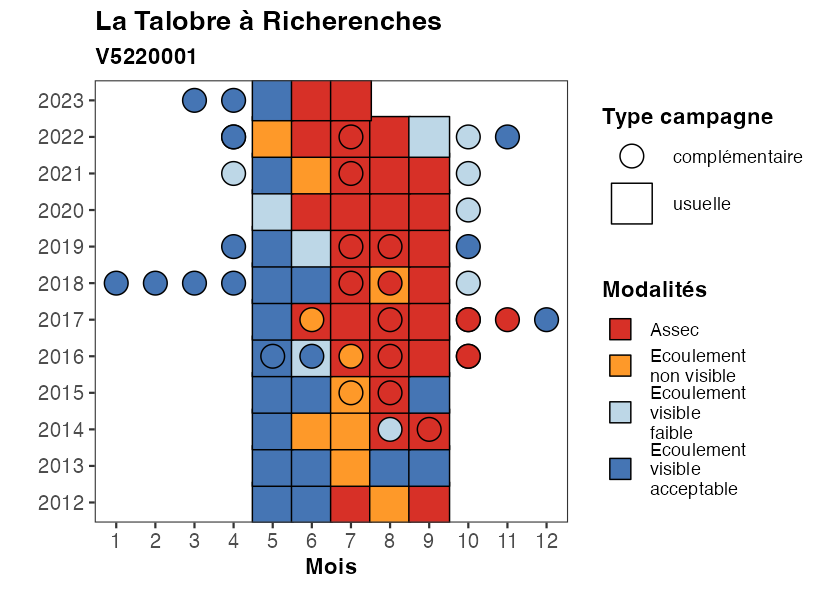 La Talobre à Richerenches
V5220001
2023
2022
2021
2020
2019
2018
2017
2016
2015
2014
2013
2012
1 2 3 4 5 6 7 8 9 10 11 12
Mois
Type campagne
complémentaire
usuelle
Modalités
Assec
Ecoulement
non visible
Ecoulement
visible
faible
Ecoulement
visible
acceptable